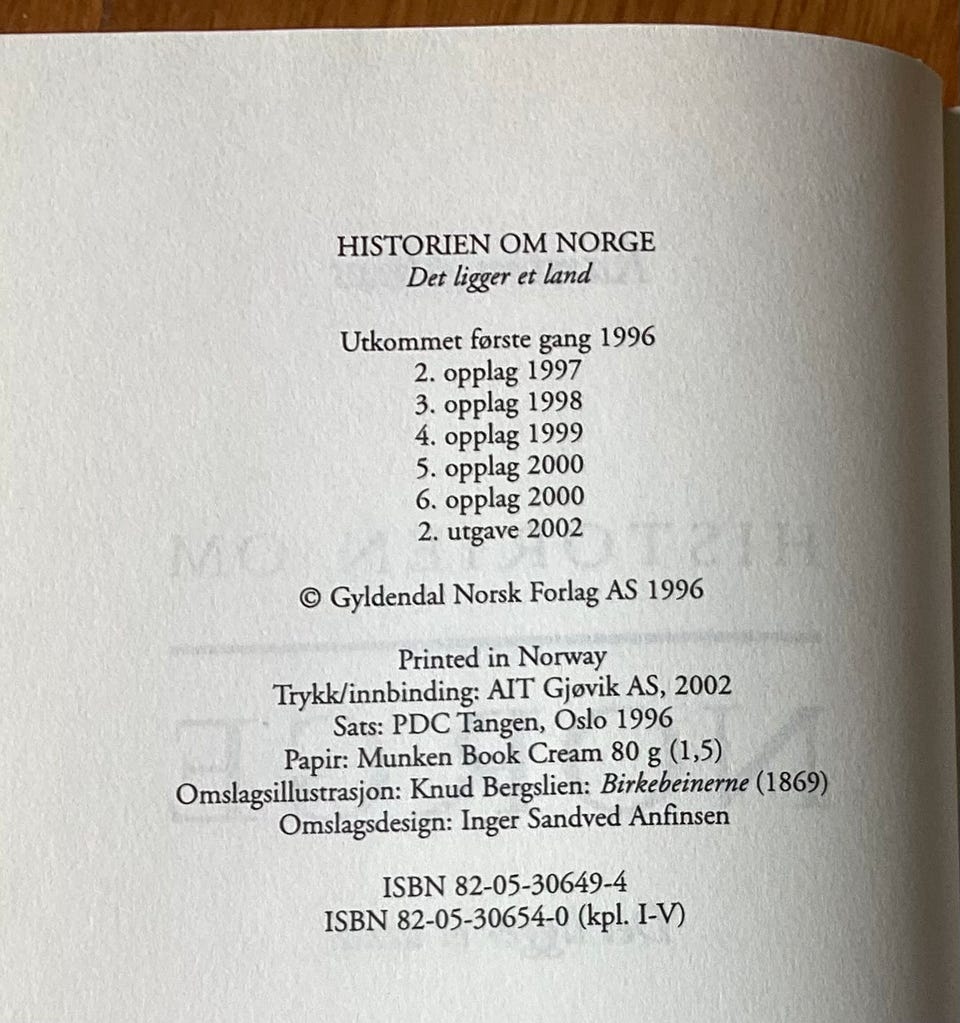 HISTORIEN OM NORGE
Det ligger et land
Utkommet første gang 1996
2. opplag 1997
3. opplag 1998
4. opplag 1999
5. opplag 2000
6. opplag 2000
2. utgave 2002
© Gyldendal Norsk Forlag AS 1996
Printed in Norway
Trykk/innbinding: AIT Gjøvik AS, 2002
Sats: PDC Tangen, Oslo 1996
Papir: Munken Book Cream 80 g (1,5)
Omslagsillustrasjon: Knud Bergslien: Birkebeinerne (1869)
Omslagsdesign: Inger Sandved Anfinsen
ISBN 82-05-30649-4
ISBN 82-05-30654-0 (kpl. I-V)